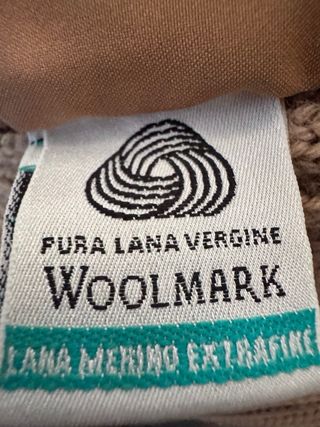 PURA LANA VERGINE
WOOLMARK
LANA MERINO EXTRAFINE